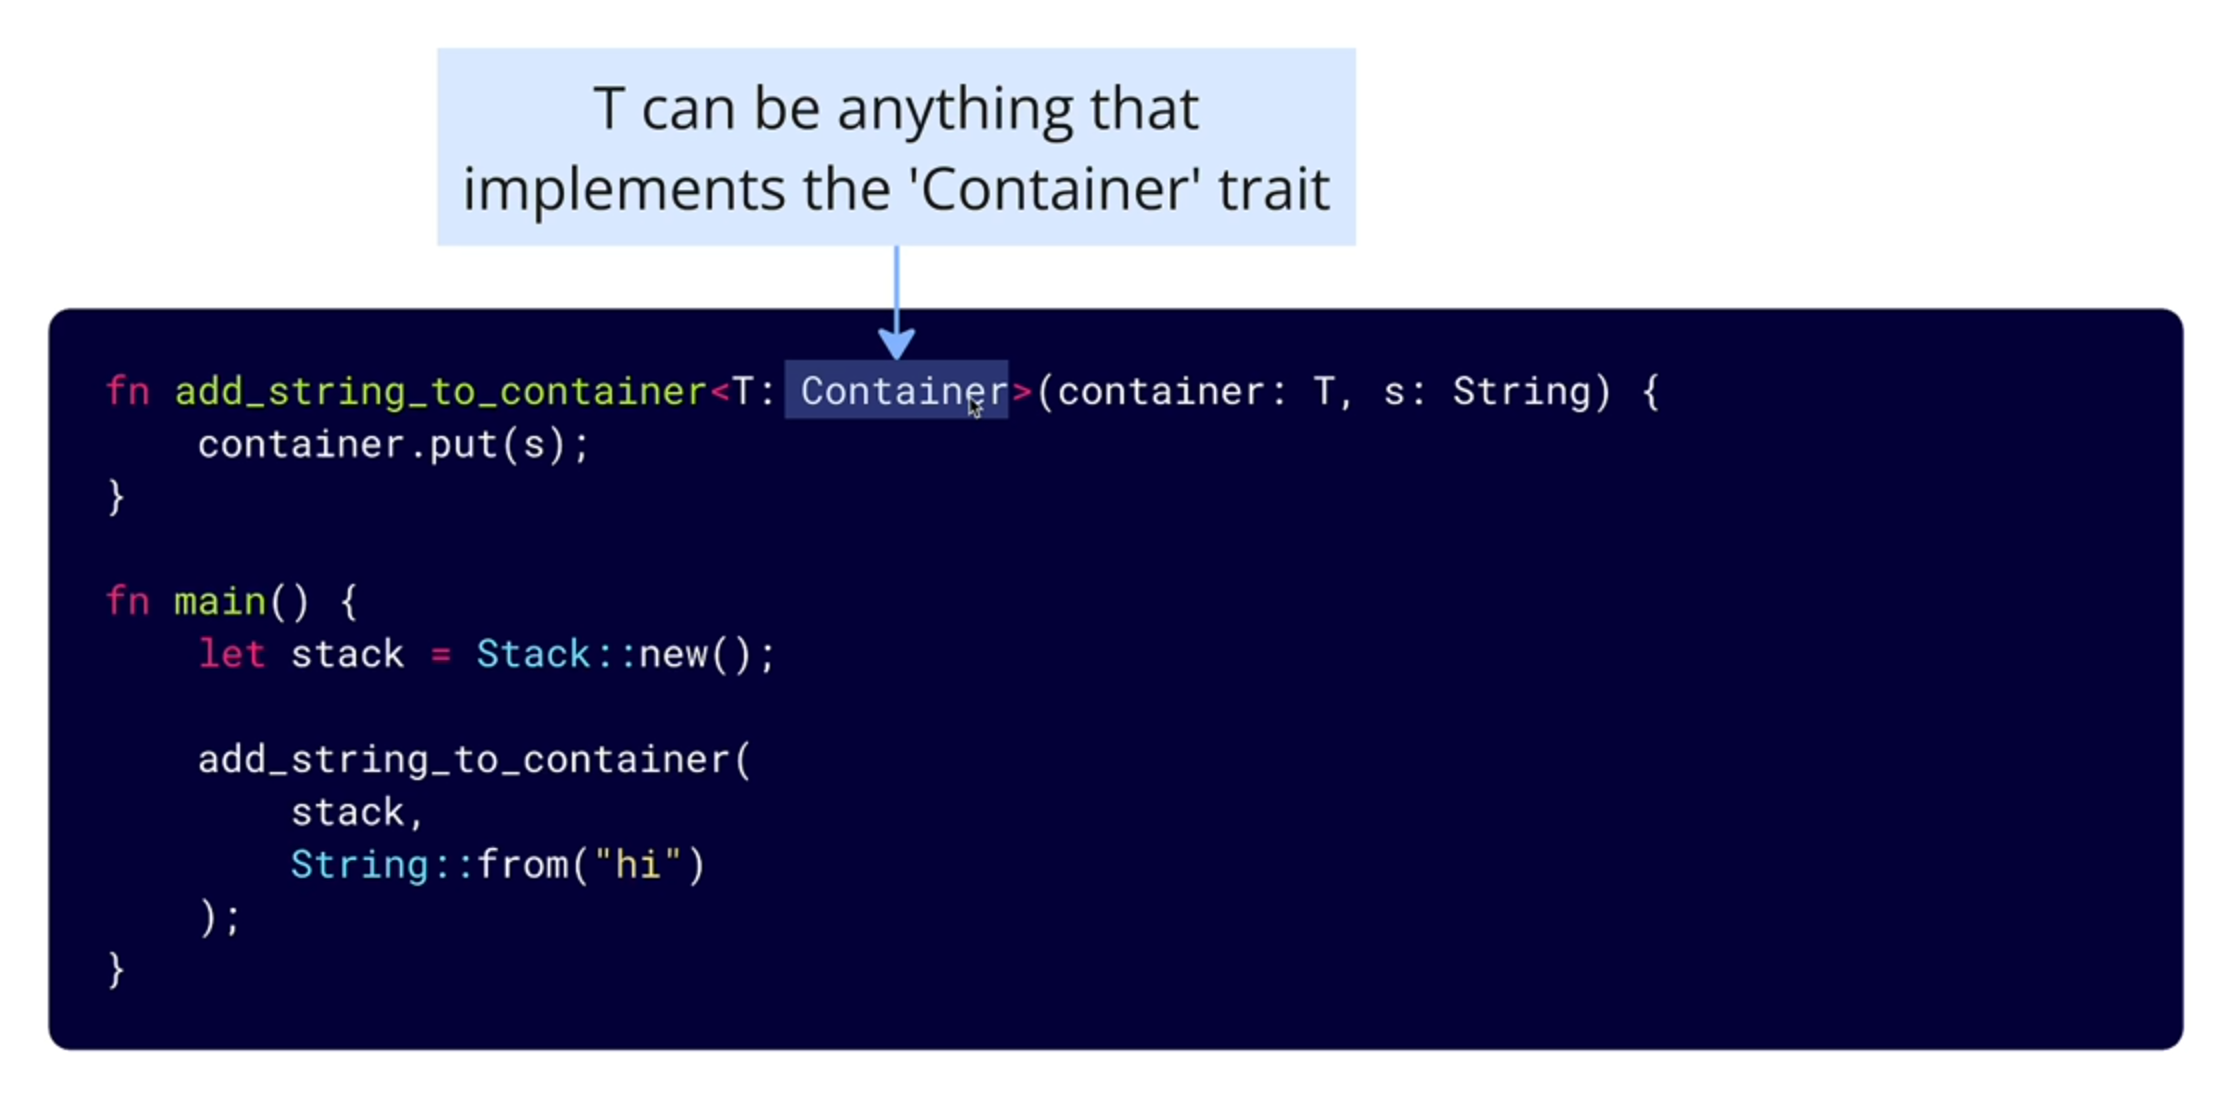 T can be anything that
implements the 'Container' trait
fn add_string_to_container<T: Container>(container: T, s: String) {
    container.put(s);
}
fn main() {
    let stack = Stack::new();
    add_string_to_container(
        stack,
        String::from("hi")
    );
}